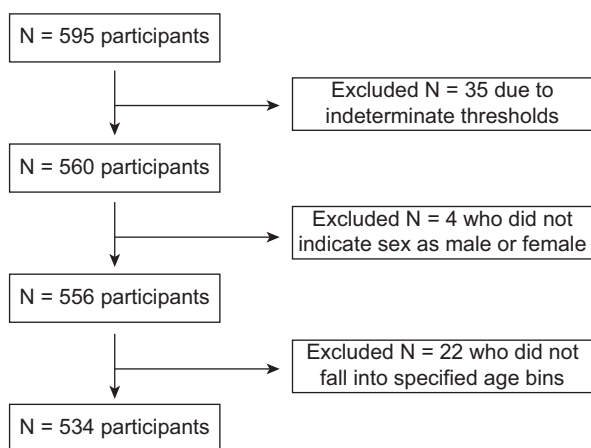 N = 595 participants
Excluded N = 35 due to
indeterminate thresholds
N = 560 participants
Excluded N = 4 who did not
indicate sex as male or female
N = 556 participants
Excluded N = 22 who did not
fall into specified age bins
N = 534 participants